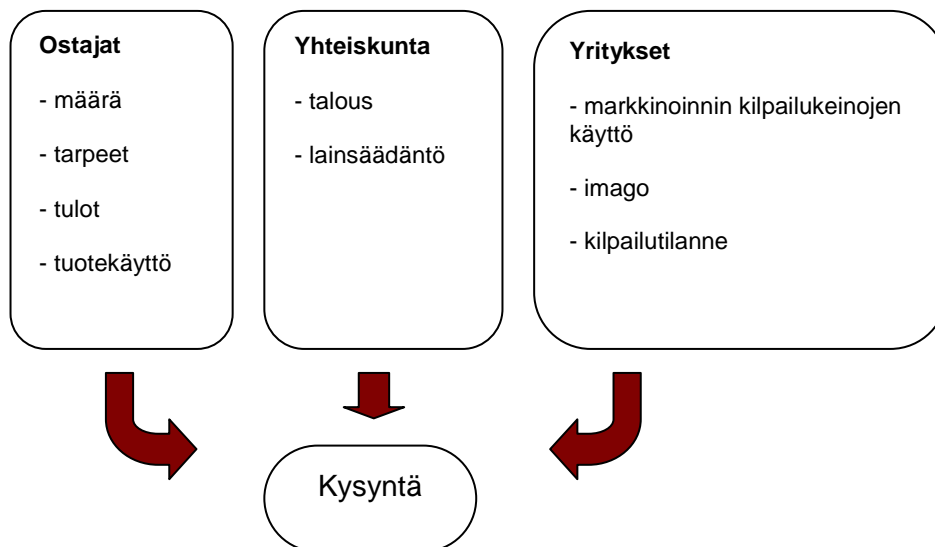 Ostajat
- määrä
- tarpeet
- tulot
- tuotekäyttö
Yhteiskunta
- talous
- lainsäädäntö
Yritykset
- markkinoinnin kilpailukeinojen
käyttö
- imago
- kilpailutilanne
Kysyntä